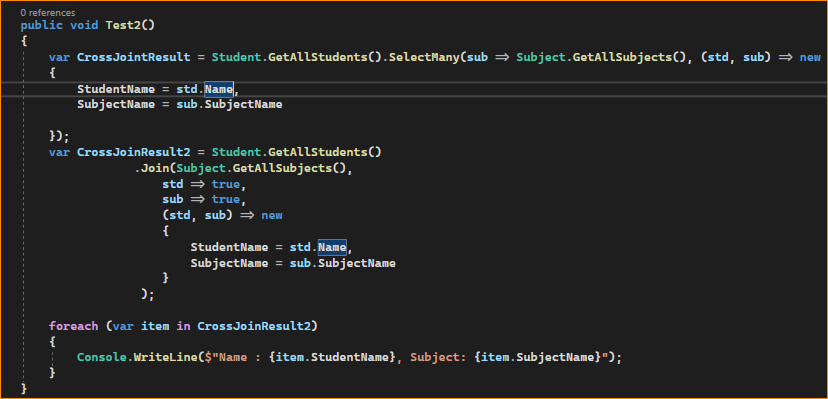 0 references
public void Test2()
{
var CrossJointResult = Student.GetAllStudents().SelectMany(sub => Subject.GetAllSubjects(), (std, sub) => new
{
StudentName = std.Name,
SubjectName = sub.SubjectName
});
var CrossJoinResult2 = Student.GetAllStudents()
.Join(Subject.GetAllSubjects(),
std => true,
sub => true,
(std, sub) => new
{
StudentName = std.Name,
SubjectName = sub.SubjectName
}
);
foreach (var item in CrossJoinResult2)
{
Console.WriteLine($"Name : {item.StudentName}, Subject: {item.SubjectName}");
}
}